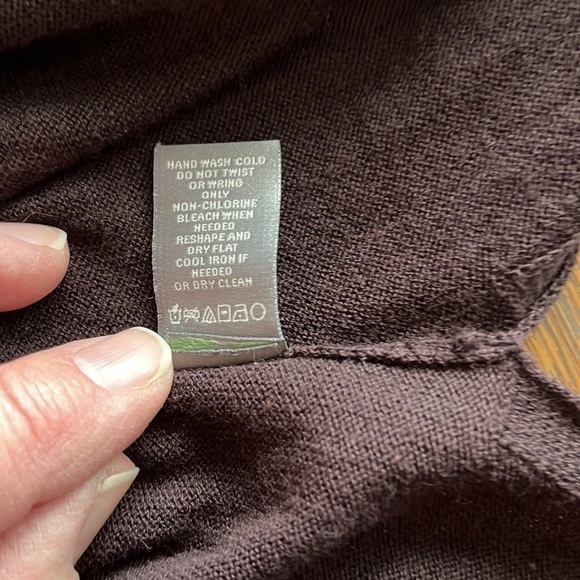 HAND WASH COLD
DO NOT TWIST
OR WRING
ONLY
NON-CHLORINE
BLEACH WHEN
NEEDED
RESHAPE AND
DRY FLAT
COOL IRON IF
NEEDED
OR DRY CLEAN